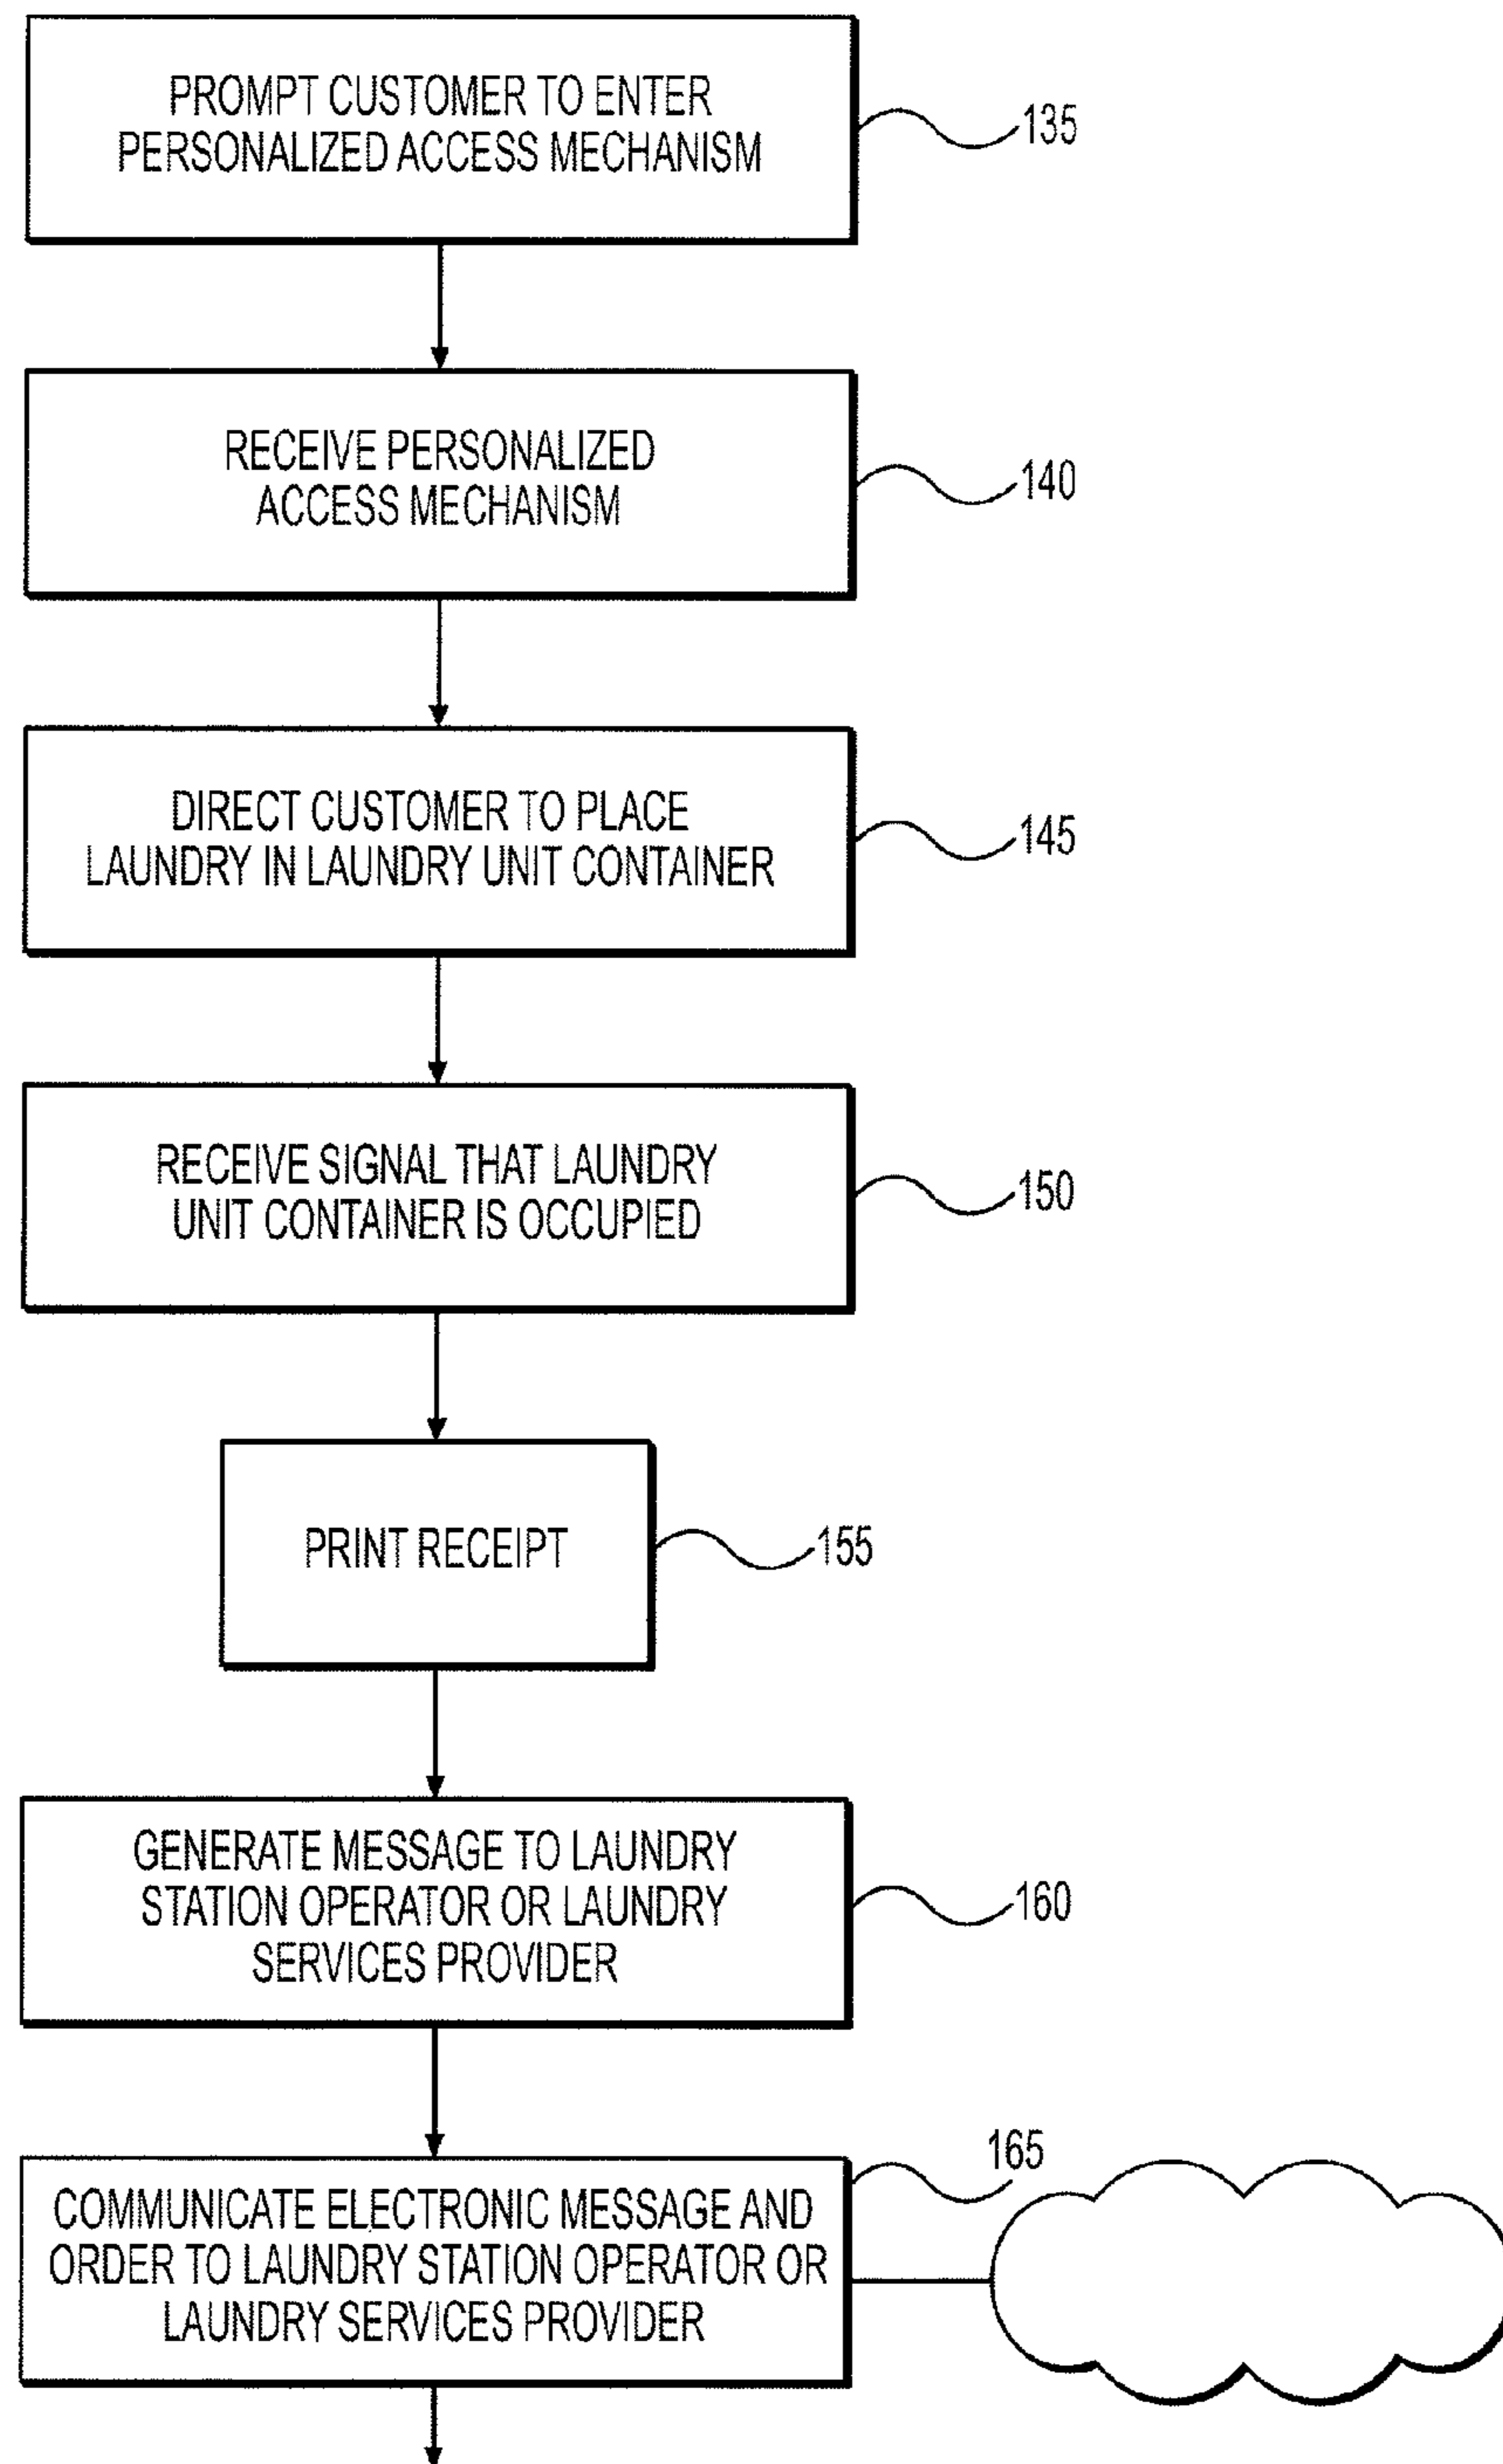 PROMPT CUSTOMER TO ENTER
PERSONALIZED ACCESS MECHANISM
135
RECEIVE PERSONALIZED
ACCESS MECHANISM
140
DIRECT CUSTOMER TO PLACE
LAUNDRY IN LAUNDRY UNIT CONTAINER
145
RECEIVE SIGNAL THAT LAUNDRY
UNIT CONTAINER IS OCCUPIED
150
PRINT RECEIPT
155
GENERATE MESSAGE TO LAUNDRY
STATION OPERATOR OR LAUNDRY
SERVICES PROVIDER
160
165
COMMUNICATE ELECTRONIC MESSAGE AND
ORDER TO LAUNDRY STATION OPERATOR OR
LAUNDRY SERVICES PROVIDER